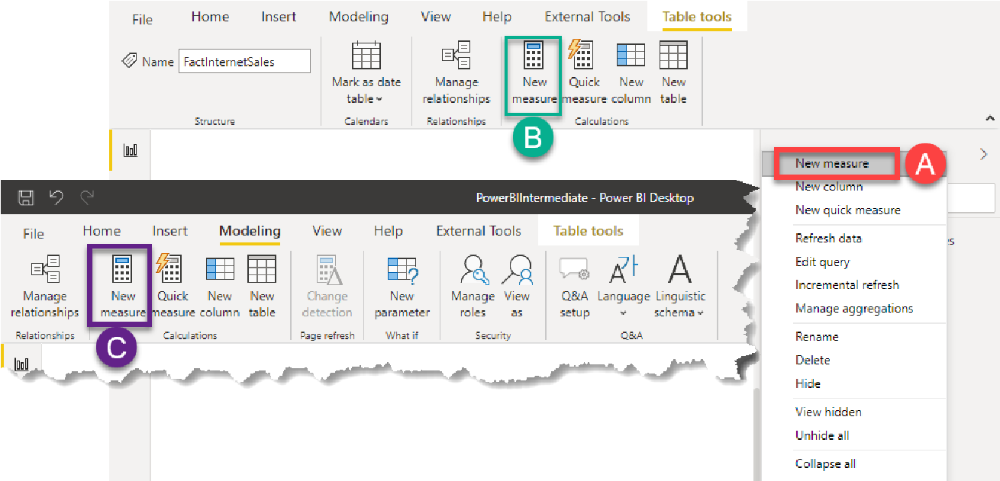 File Home Insert Modeling View Help External Tools Table tools
Name FactInternetSales
Mark as date
table
Manage
relationships
New
measure
Quick
measure
New
column
New
table
Structure Calendars Relationships Calculations
B
A
New measure
New column
New quick measure
Refresh data
Edit query
Incremental refresh
Manage aggregations
Rename
Delete
Hide
View hidden
Unhide all
Collapse all
es
PowerBIIntermediate - Power BI Desktop
File Home Insert Modeling View Help External Tools Table tools
Manage
relationships
New
measure
Quick
measure
New
column
New
table
Change
detection
New
parameter
Manage
roles
View
as
Q&A
setup
Language
Linguistic
schema
Relationships Calculations Page refresh What if Security Q&A
C